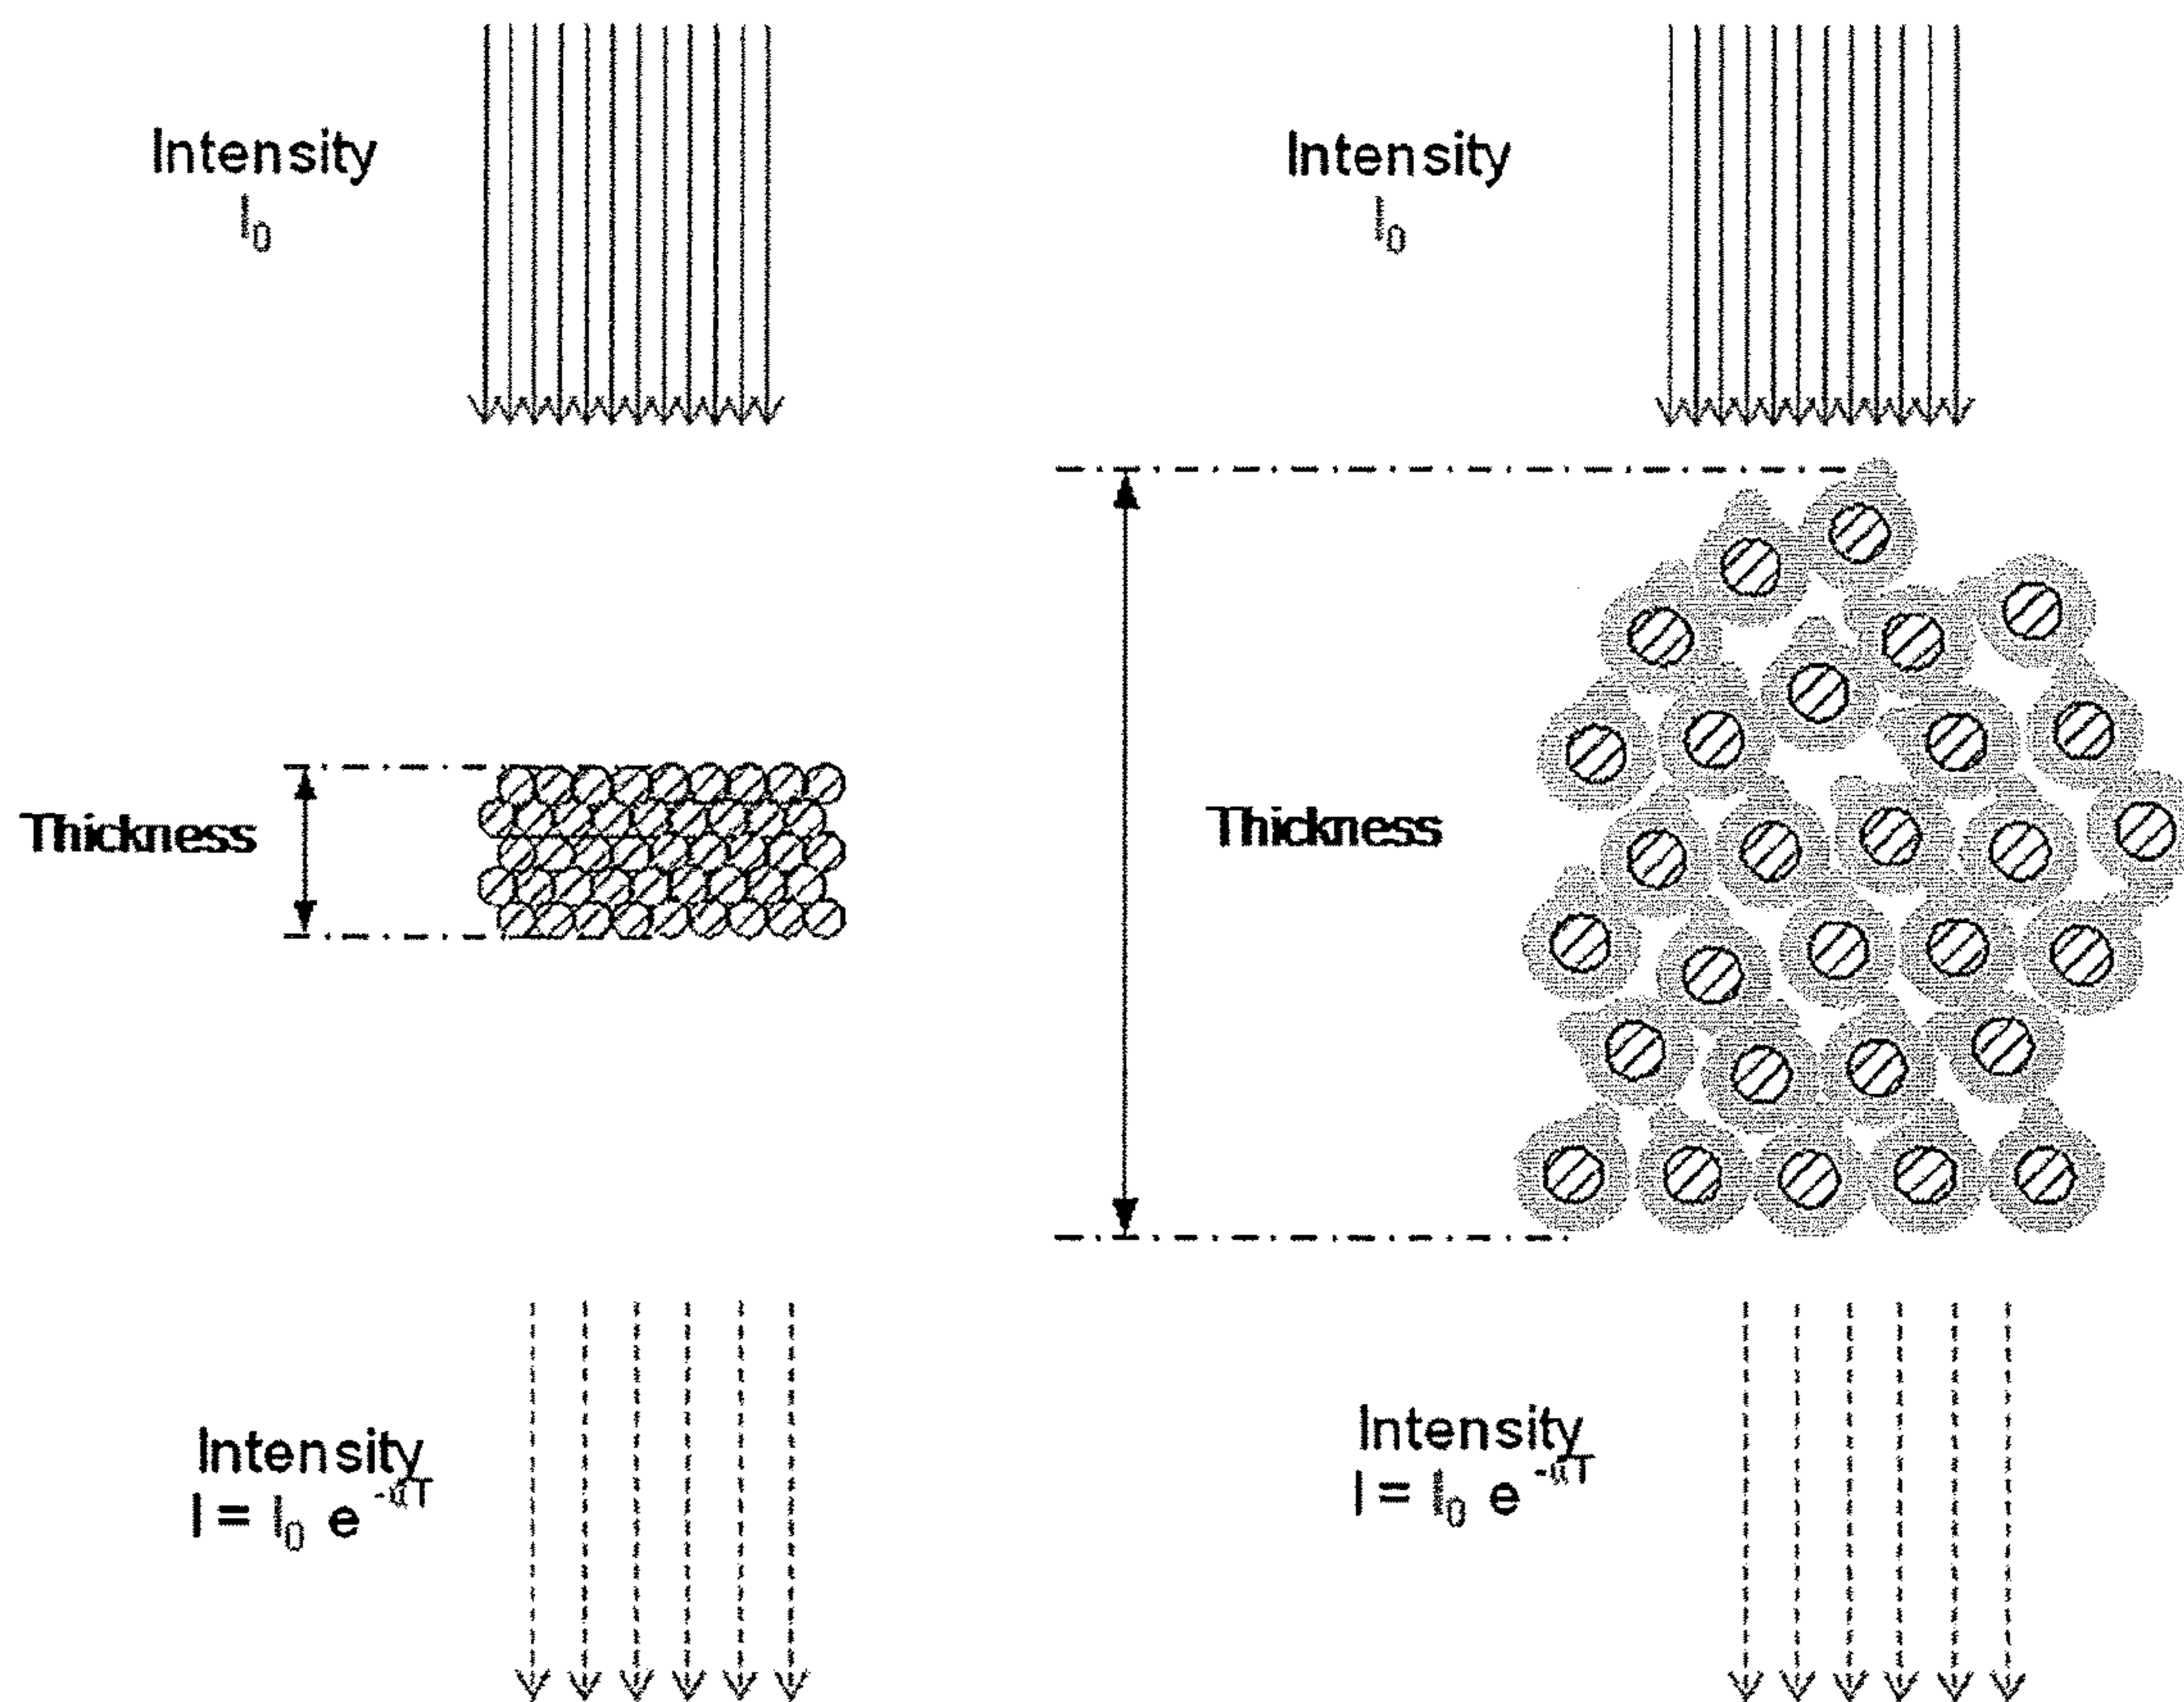 Intensity
I₀
Intensity
I₀
Thickness
Thickness
Intensity
I = I₀ e^-αT
Intensity
I = I₀ e^-αT